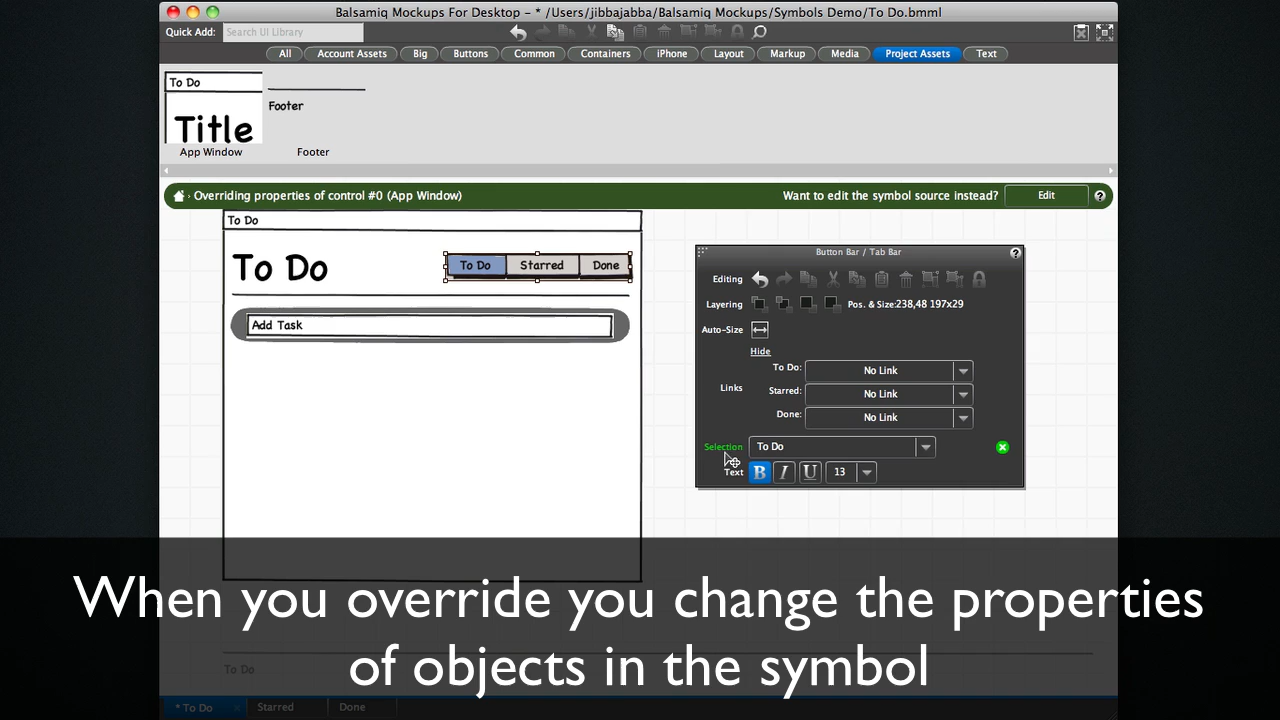 Balsamiq Mockups For Desktop - * /Users/jibbajabba/Balsamiq Mockups/Symbols Demo/To Do.bmml
Quick Add: Search UI Library
All Account Assets Big Buttons Common Containers iPhone Layout Markup Media Project Assets Text
To Do
Title
App Window
Footer
Footer
Overriding properties of control #0 (App Window) Want to edit the symbol source instead? Edit ?
To Do
To Do
To Do Starred Done
Add Task
Button Bar / Tab Bar ?
Editing
Layering Pos. & Size:238,48 197x29
Auto-Size
Hide
Links
To Do: No Link
Starred: No Link
Done: No Link
Selection To Do
Text B I U 13
When you override you change the properties
of objects in the symbol
To Do
* To Do Starred Done